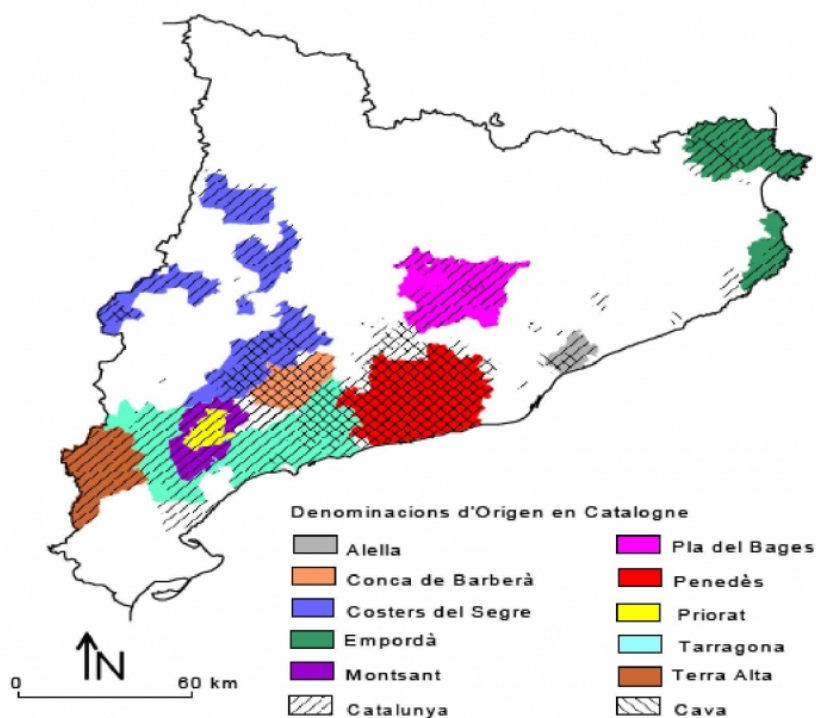 Denominacions d'Origen en Catalogne
Alella
Conca de Barberà
Costers del Segre
Empordà
Montsant
Catalunya
Pla del Bages
Penedès
Priorat
Tarragona
Terra Alta
Cava
N
0 60 km